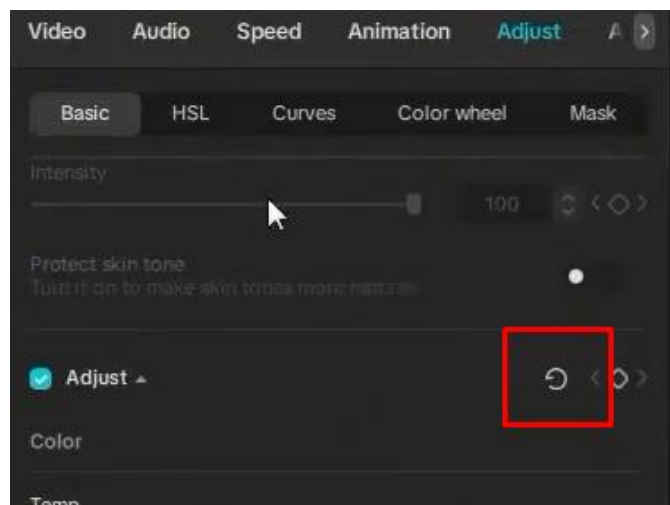 Video Audio Speed Animation Adjust A
Basic HSL Curves Color wheel Mask
Intensity
100
Protect skin tone
Turn it on to make skin tones more natural
Adjust
Color
Temp